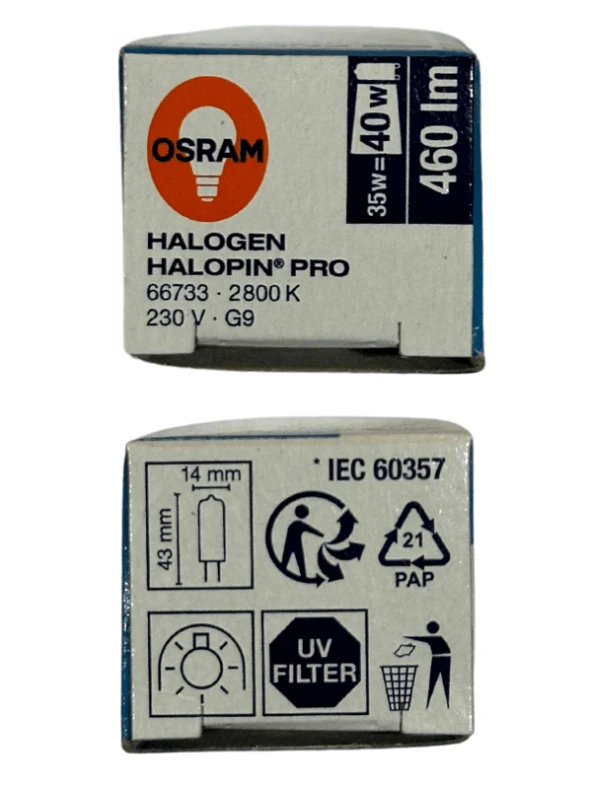 OSRAM
35w = 40 w
460 lm
HALOGEN
HALOPIN® PRO
66733 · 2800 K
230 V · G9
14 mm
43 mm
* IEC 60357
21
PAP
UV
FILTER